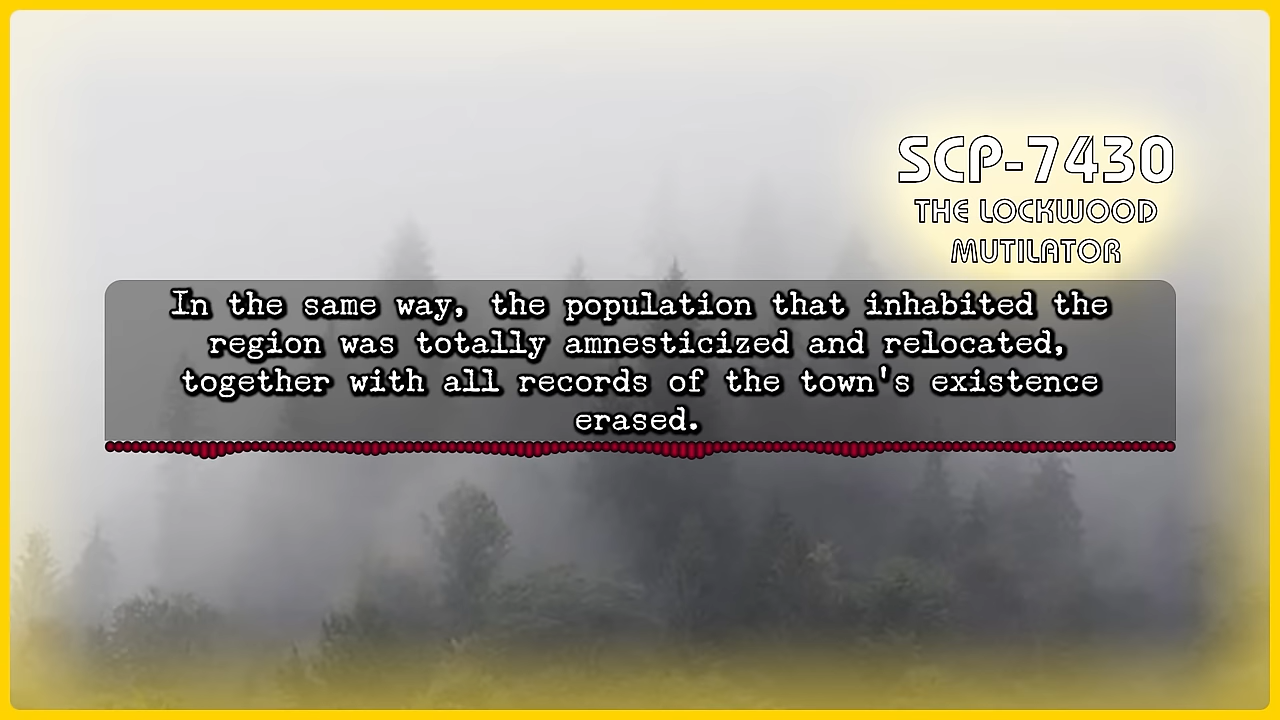 SCP-7430
THE LOCKWOOD
MUTILATOR
In the same way, the population that inhabited the
region was totally amnesticized and relocated,
together with all records of the town's existence
erased.